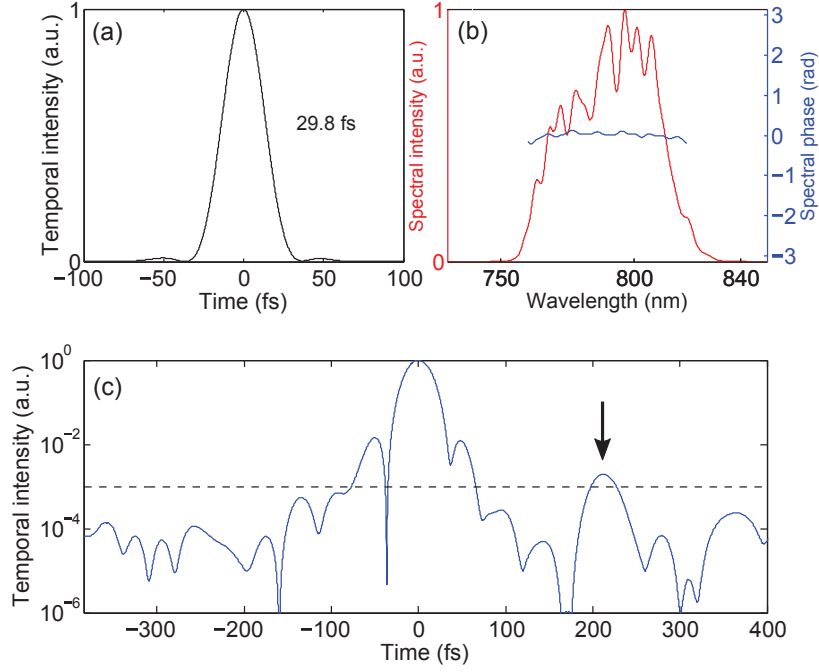 (a)
Temporal intensity (a.u.)
1
0
29.8 fs
−100 −50 0 50 100
Time (fs)
(b)
Spectral intensity (a.u.)
1
1
750 800 840
Wavelength (nm)
3
2
1
0
−1
−2
−3
Spectral phase (rad)
(c)
Temporal intensity (a.u.)
10^0
10^−2
10^−4
10^−6
−300 −200 −100 0 100 200 300 400
Time (fs)